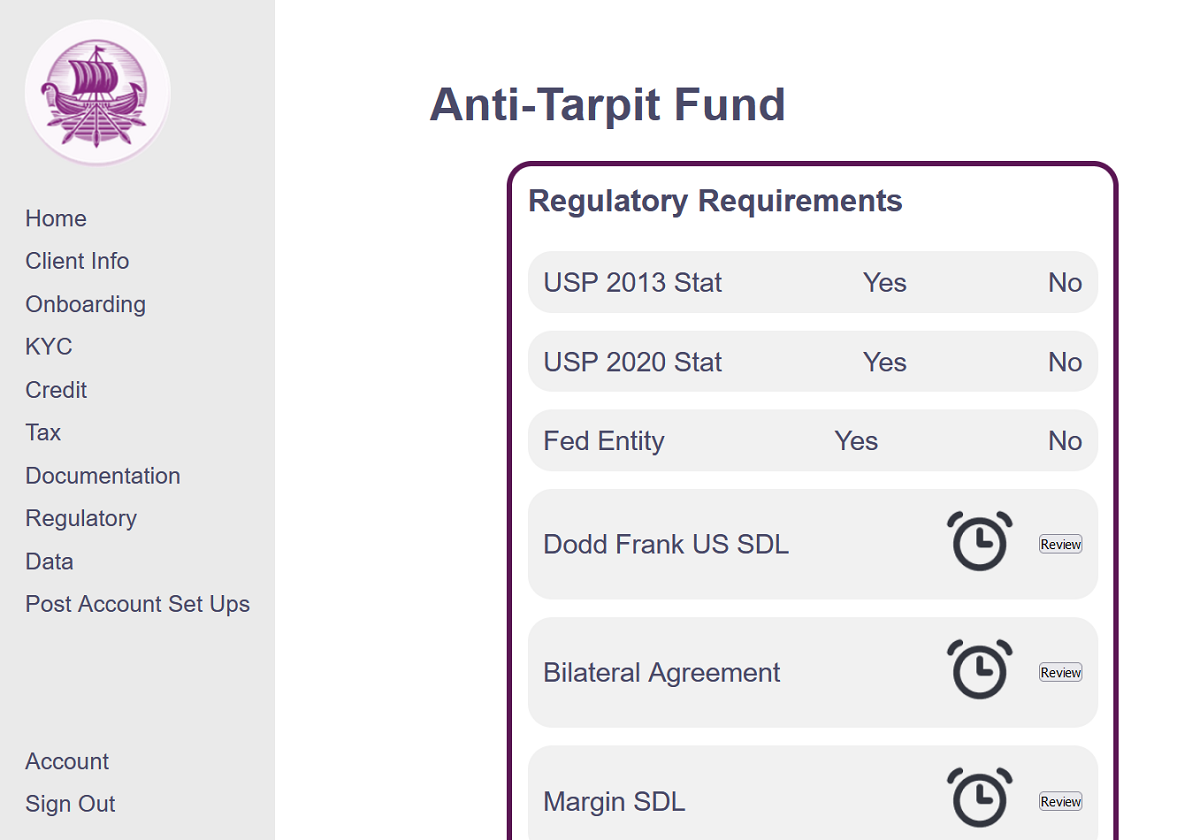 Home
Client Info
Onboarding
KYC
Credit
Tax
Documentation
Regulatory
Data
Post Account Set Ups
Account
Sign Out
Anti-Tarpit Fund
Regulatory Requirements
USP 2013 Stat Yes No
USP 2020 Stat Yes No
Fed Entity Yes No
Dodd Frank US SDL Review
Bilateral Agreement Review
Margin SDL Review